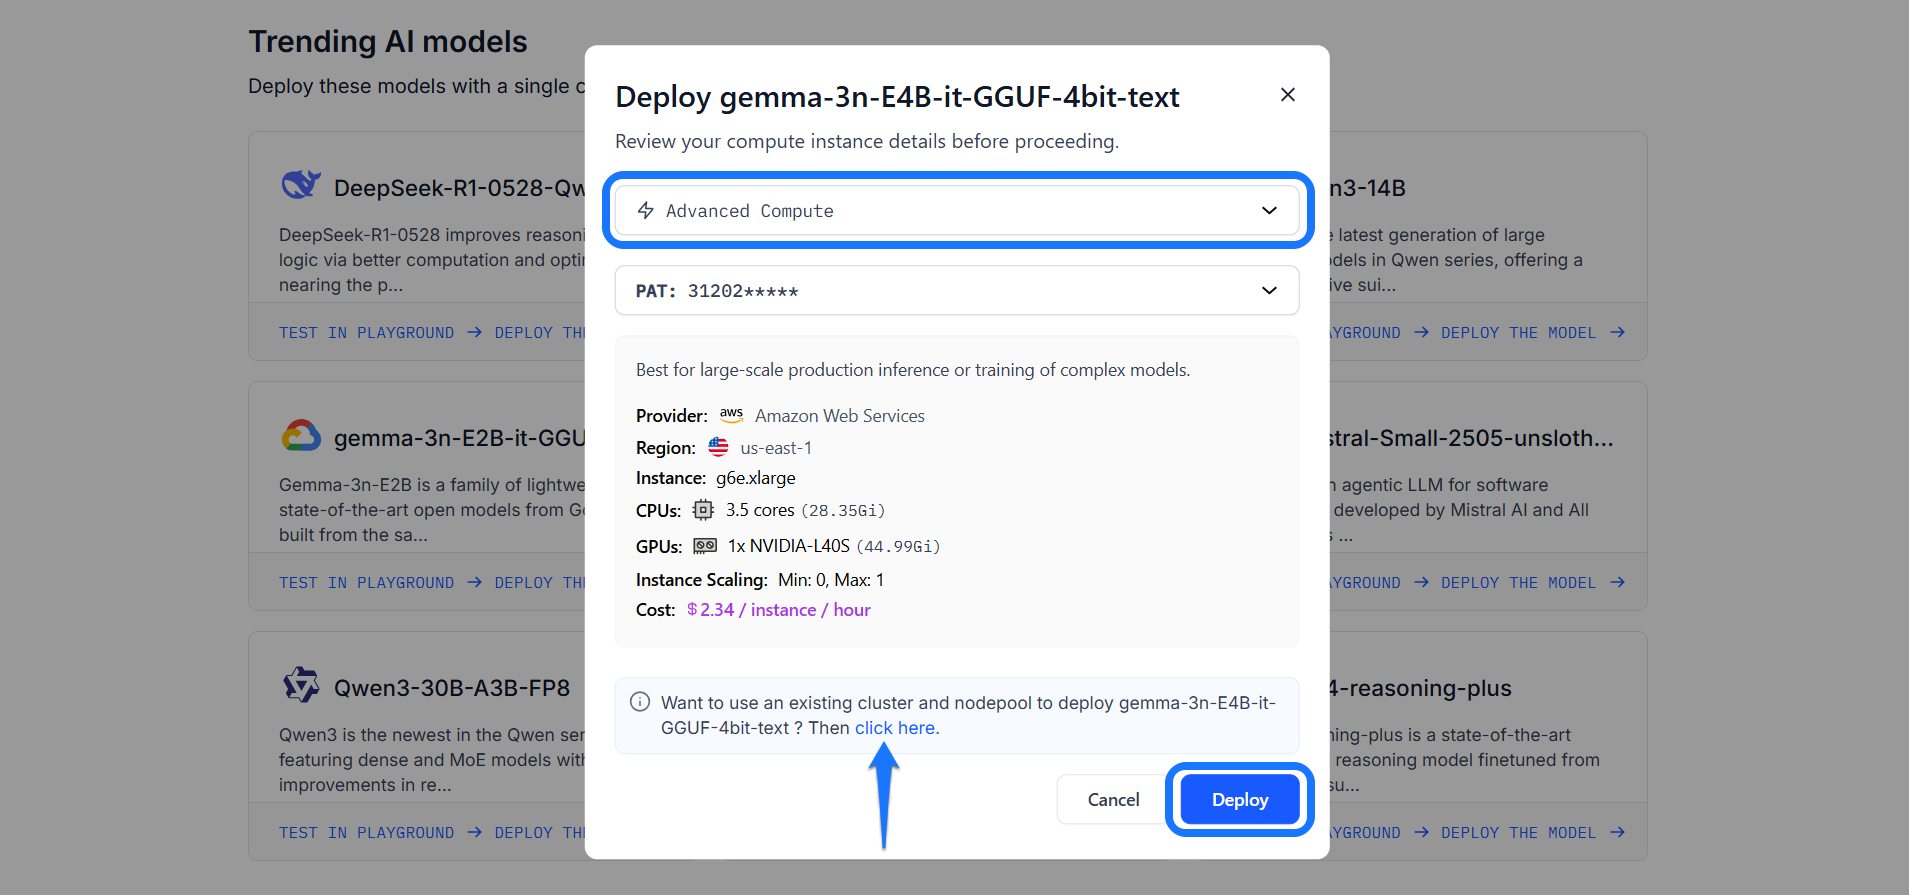 Trending AI models
Deploy these models with a single c
DeepSeek-R1-0528-Qw
DeepSeek-R1-0528 improves reasoni
logic via better computation and opti
nearing the p...
TEST IN PLAYGROUND → DEPLOY TH
gemma-3n-E2B-it-GGU
Gemma-3n-E2B is a family of lightwe
state-of-the-art open models from Go
built from the sa...
TEST IN PLAYGROUND → DEPLOY TH
Qwen3-30B-A3B-FP8
Qwen3 is the newest in the Qwen ser
featuring dense and MoE models with
improvements in re...
TEST IN PLAYGROUND → DEPLOY TH
Deploy gemma-3n-E4B-it-GGUF-4bit-text
Review your compute instance details before proceeding.
Advanced Compute
PAT: 31202*****
Best for large-scale production inference or training of complex models.
Provider: aws Amazon Web Services
Region: us-east-1
Instance: g6e.xlarge
CPUs: 3.5 cores (28.35Gi)
GPUs: 1x NVIDIA-L40S (44.99Gi)
Instance Scaling: Min: 0, Max: 1
Cost: $2.34 / instance / hour
Want to use an existing cluster and nodepool to deploy gemma-3n-E4B-it-
GGUF-4bit-text ? Then click here.
Cancel
Deploy
n3-14B
latest generation of large
dels in Qwen series, offering a
ive sui...
YGROUND → DEPLOY THE MODEL →
stral-Small-2505-unsloth...
agentic LLM for software
developed by Mistral AI and All
...
YGROUND → DEPLOY THE MODEL →
4-reasoning-plus
ning-plus is a state-of-the-art
reasoning model finetuned from
su...
YGROUND → DEPLOY THE MODEL →